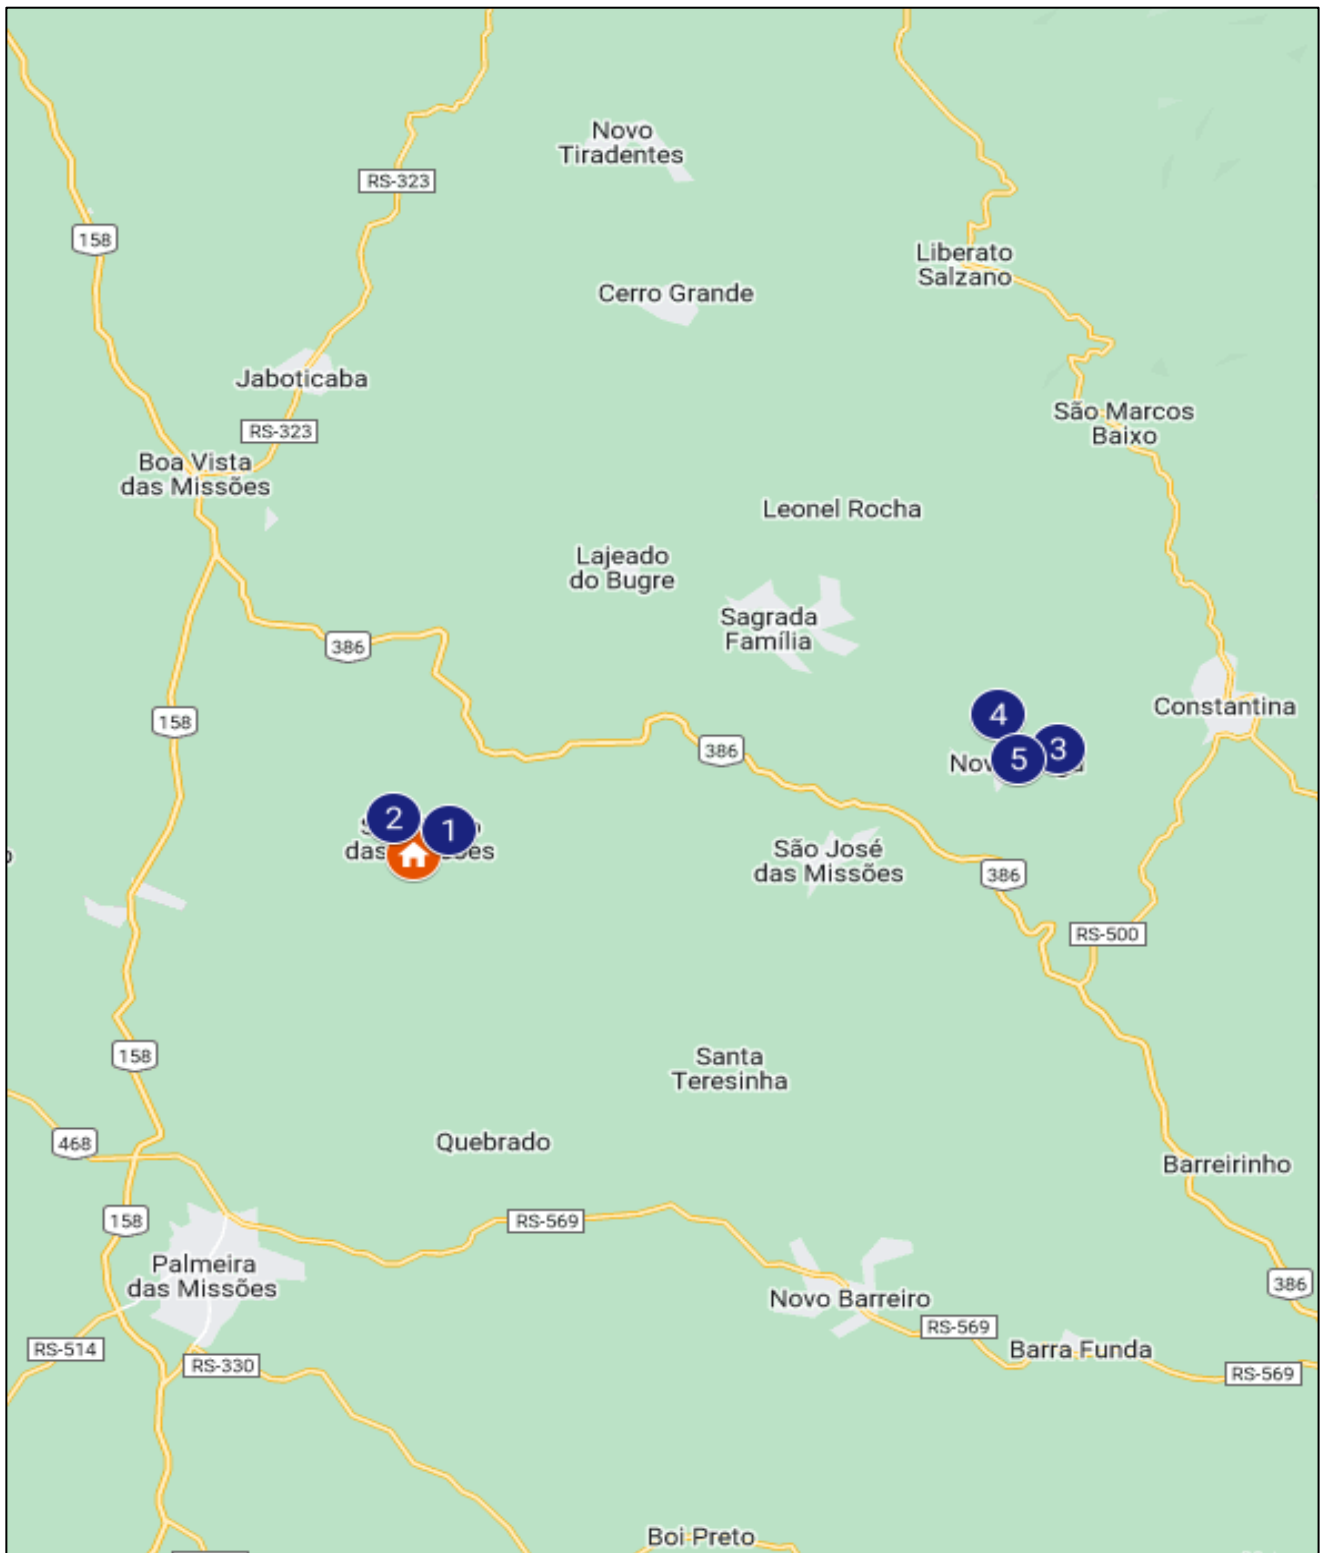 Novo
Tiradentes
RS-323
158
Liberato
Salzano
Cerro Grande
Jaboticaba
São Marcos
Baixo
RS-323
Boa Vista
das Missões
Leonel Rocha
Lajeado
do Bugre
Sagrada
Família
386
4
Constantina
158
386
3
5
2
1
São José
das Missões
386
RS-500
158
Santa
Teresinha
468
Quebrado
Barreirinho
158
RS-569
Palmeira
das Missões
386
Novo Barreiro
RS-569
RS-514
Barra Funda
RS-330
RS-569
Boi Preto